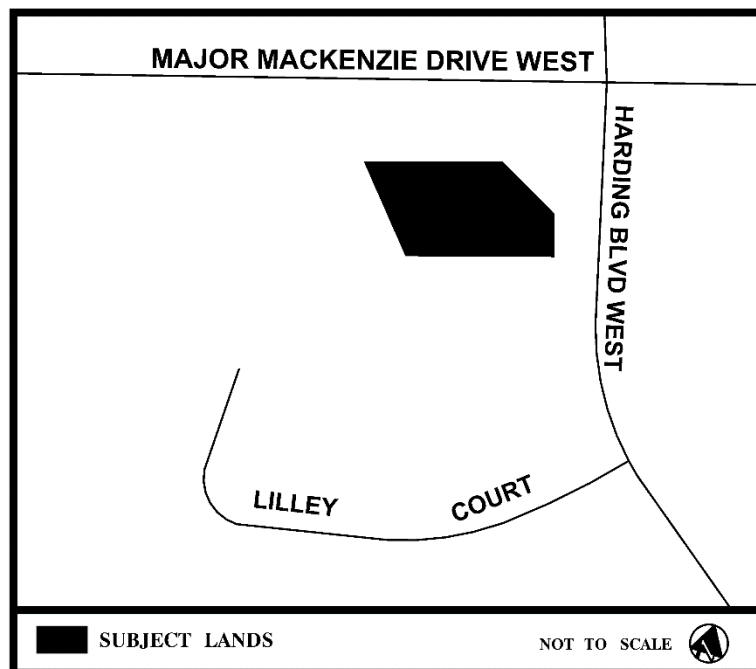 MAJOR MACKENZIE DRIVE WEST
HARDING BLVD WEST
LILLEY COURT
SUBJECT LANDS
NOT TO SCALE